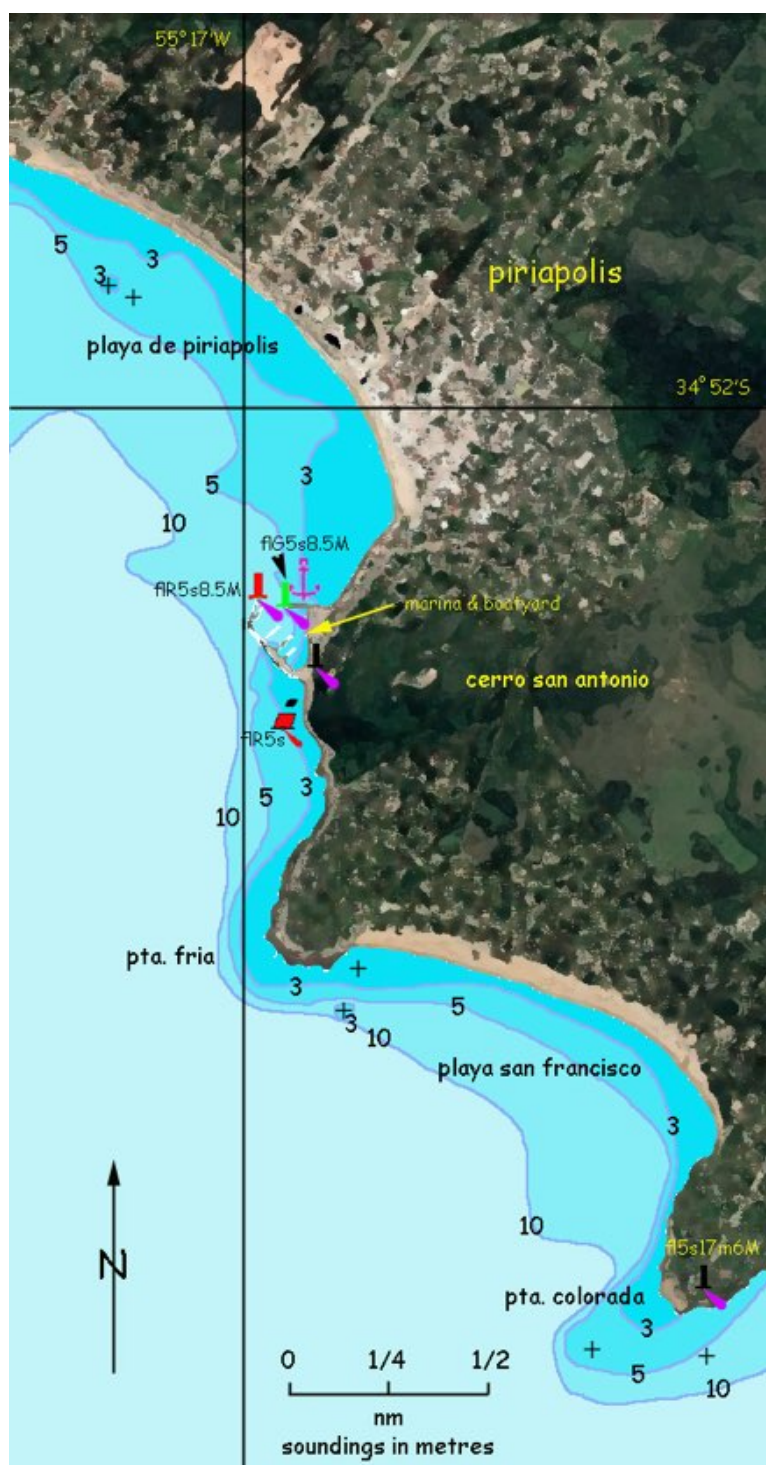 55°17'W
5
3
3
piriapolis
playa de piriapolis
34°52'S
5
3
10
flG5s8.5M
flR5s8.5M
marina & boatyard
cerro san antonio
flR5s
3
5
10
pta. fria
3
5
3
10
playa san francisco
3
10
N
fl5s17m6M
pta. colorada
3
0 1/4 1/2
5
10
nm
soundings in metres